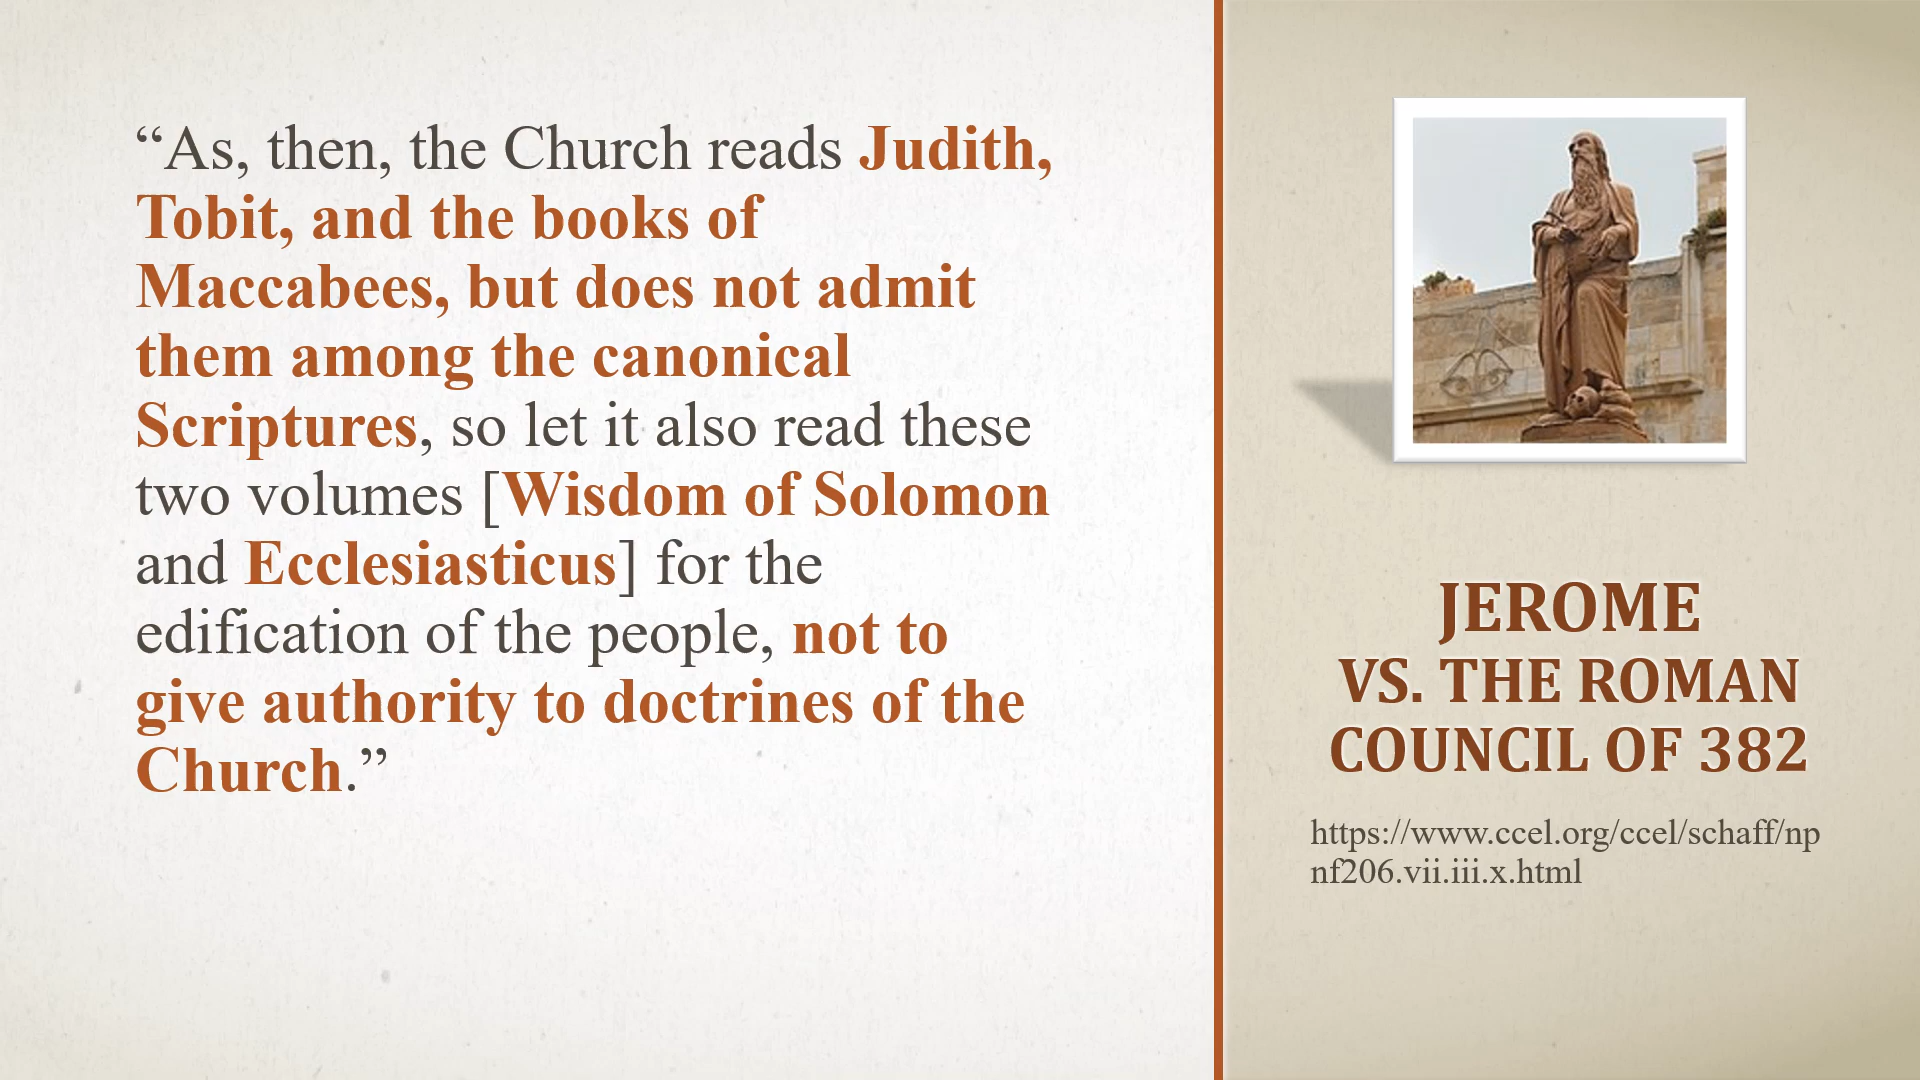 “As, then, the Church reads Judith,
Tobit, and the books of
Maccabees, but does not admit
them among the canonical
Scriptures, so let it also read these
two volumes [Wisdom of Solomon
and Ecclesiasticus] for the
edification of the people, not to
give authority to doctrines of the
Church.”
JEROME
VS. THE ROMAN
COUNCIL OF 382
https://www.ccel.org/ccel/schaff/np
nf206.vii.iii.x.html